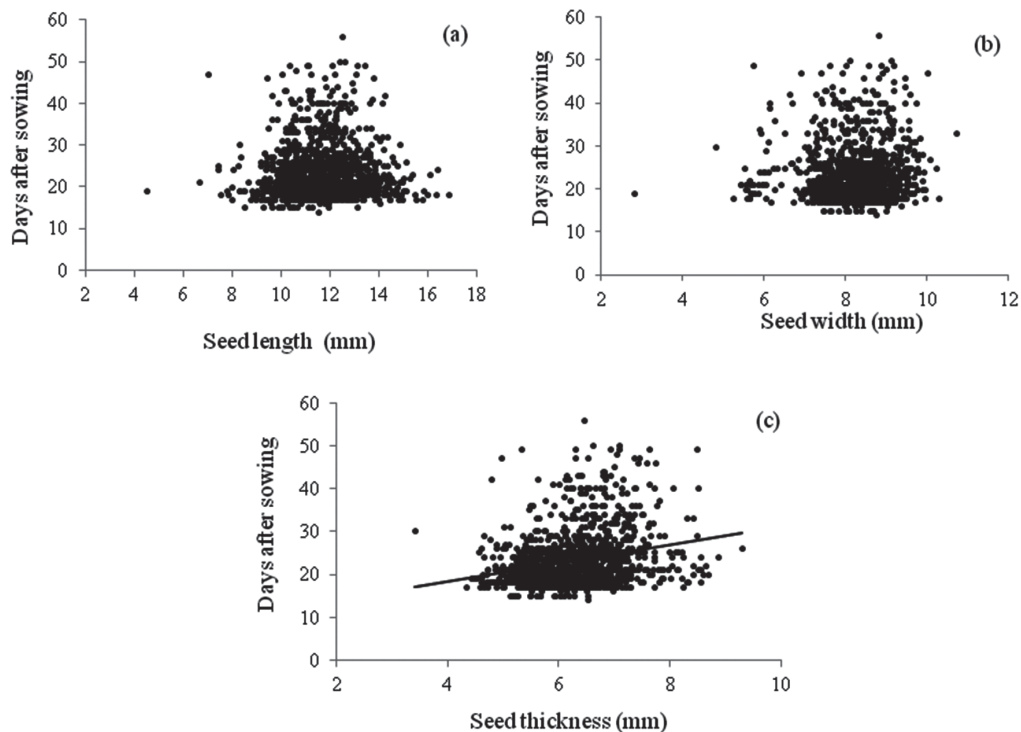 (a)
Days after sowing
60
50
40
30
20
10
0
2 4 6 8 10 12 14 16 18
Seed length (mm)
(b)
Days after sowing
60
50
40
30
20
10
0
2 4 6 8 10 12
Seed width (mm)
(c)
Days after sowing
60
50
40
30
20
10
0
2 4 6 8 10
Seed thickness (mm)